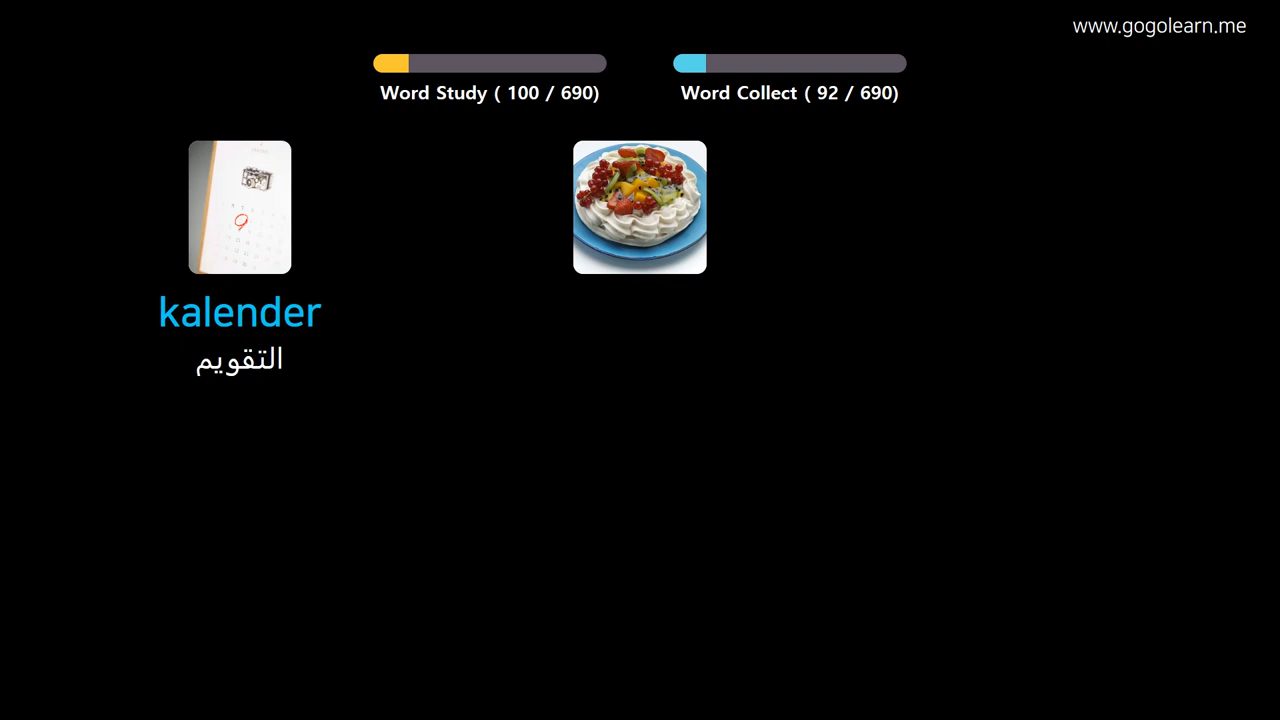 www.gogolearn.me
Word Study ( 100 / 690)
Word Collect ( 92 / 690)
kalender
التقويم